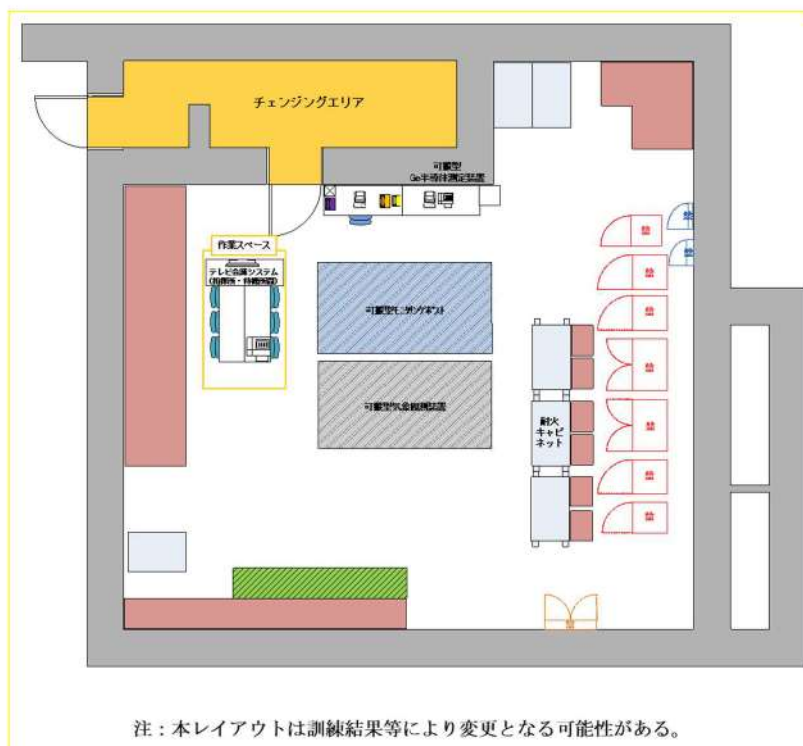 チェンジングエリア
可搬型
Ge半導体測定装置
作業スペース
テレビ会議システム
可搬型モニタリングポスト
可搬型気象観測装置
耐火
キャビ
ネット
注：本レイアウトは訓練結果等により変更となる可能性がある。